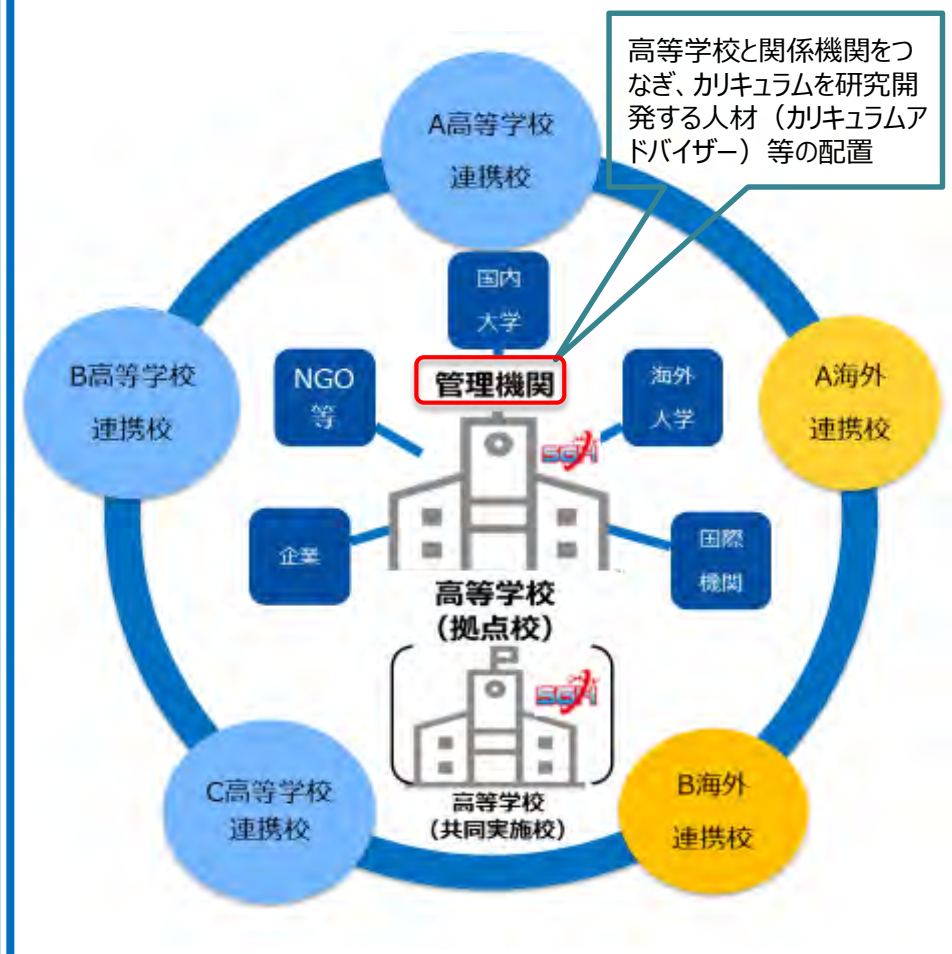 高等学校と関係機関をつ
なぎ、カリキュラムを研究開
発する人材（カリキュラムア
ドバイザー）等の配置
A高等学校
連携校
国内
大学
B高等学校
連携校
NGO
等
管理機関
海外
大学
A海外
連携校
SGH
企業
国際
機関
高等学校
(拠点校)
SGH
C高等学校
連携校
高等学校
(共同実施校)
B海外
連携校